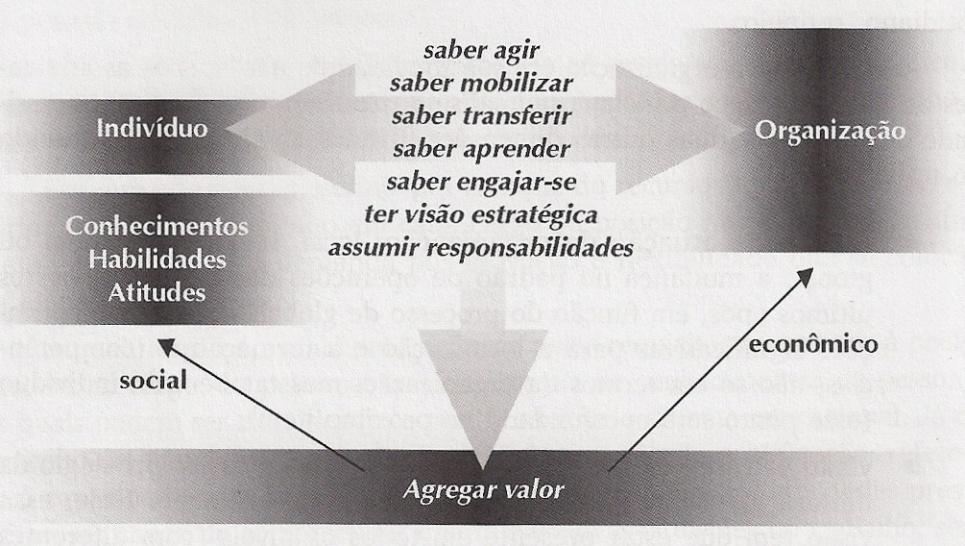 saber agir
saber mobilizar
saber transferir
saber aprender
saber engajar-se
ter visão estratégica
assumir responsabilidades
Indivíduo
Conhecimentos
Habilidades
Atitudes
Organização
social
econômico
Agregar valor